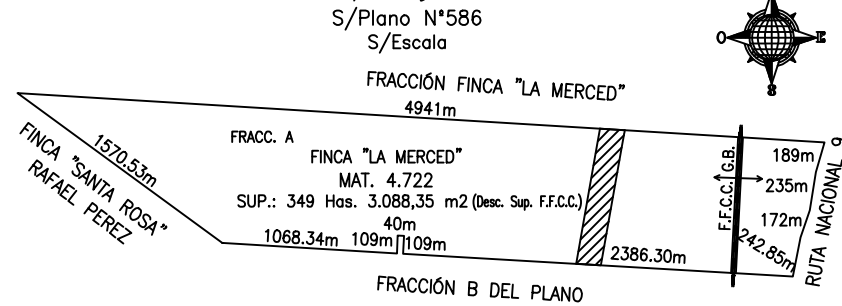 S/Plano N°586
S/Escala
O
E
S
FRACCIÓN FINCA "LA MERCED"
4941m
FINCA "SANTA ROSA"
RAFAEL PEREZ
1570.53m
FRACC. A
FINCA "LA MERCED"
MAT. 4.722
SUP.: 349 Has. 3.088,35 m2 (Desc. Sup. F.F.C.C.)
40m
1068.34m
109m
109m
2386.30m
F.F.C.C. G.B.
189m
235m
172m
242.85m
RUTA NACIONAL 9
FRACCIÓN B DEL PLANO